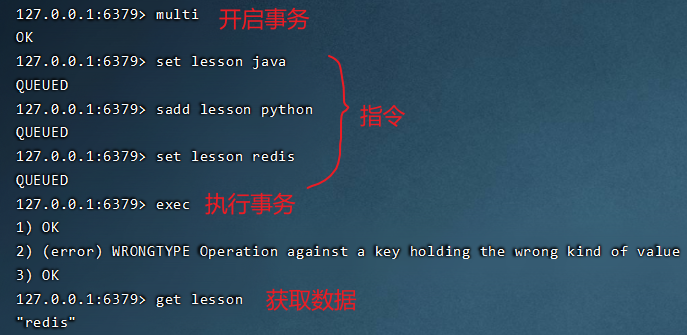 127.0.0.1:6379> multi 开启事务
OK
127.0.0.1:6379> set lesson java
QUEUED
127.0.0.1:6379> sadd lesson python
指令
QUEUED
127.0.0.1:6379> set lesson redis
QUEUED
127.0.0.1:6379> exec 执行事务
1) OK
2) (error) WRONGTYPE Operation against a key holding the wrong kind of value
3) OK
127.0.0.1:6379> get lesson 获取数据
"redis"